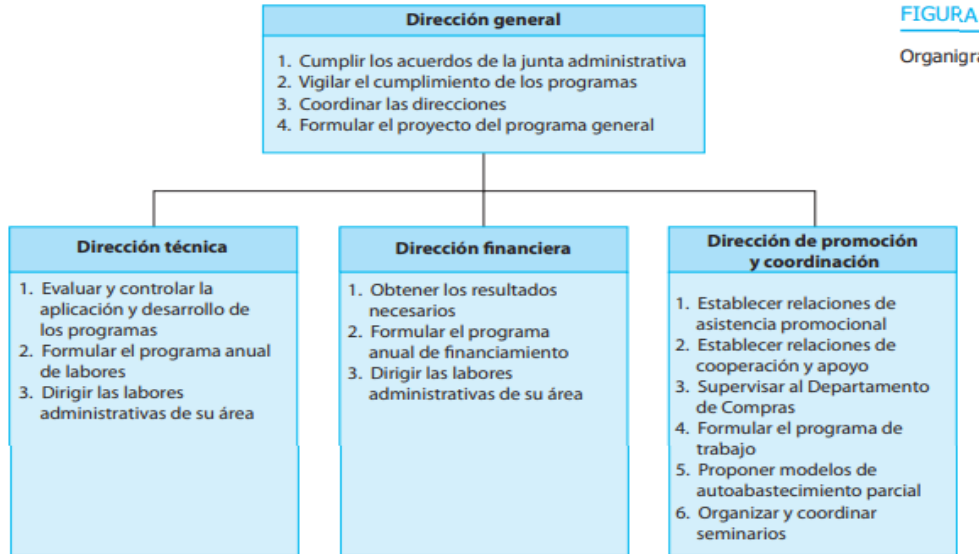 FIGURA
Dirección general
1. Cumplir los acuerdos de la junta administrativa
2. Vigilar el cumplimiento de los programas
3. Coordinar las direcciones
4. Formular el proyecto del programa general
Dirección técnica
1. Evaluar y controlar la
aplicación y desarrollo de
los programas
2. Formular el programa anual
de labores
3. Dirigir las labores
administrativas de su área
Dirección financiera
1. Obtener los resultados
necesarios
2. Formular el programa
anual de financiamiento
3. Dirigir las labores
administrativas de su área
Dirección de promoción
y coordinación
1. Establecer relaciones de
asistencia promocional
2. Establecer relaciones de
cooperación y apoyo
3. Supervisar al Departamento
de Compras
4. Formular el programa de
trabajo
5. Proponer modelos de
autoabastecimiento parcial
6. Organizar y coordinar
seminarios